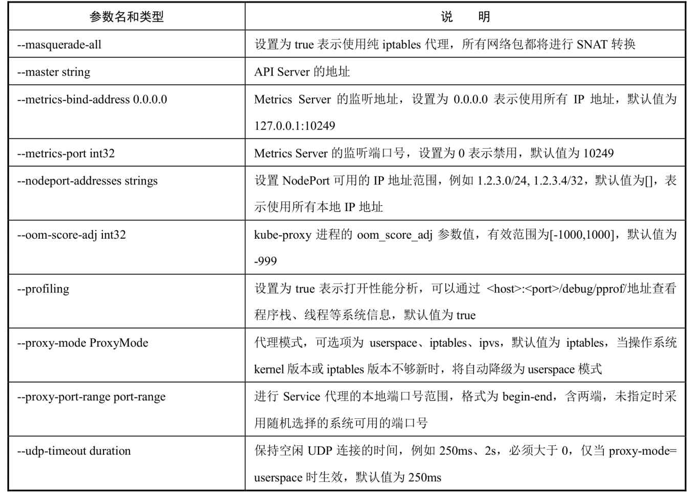 参数名和类型 说 明
--masquerade-all 设置为 true 表示使用纯 iptables 代理，所有网络包都将进行 SNAT 转换
--master string API Server 的地址
--metrics-bind-address 0.0.0.0 Metrics Server 的监听地址，设置为 0.0.0.0 表示使用所有 IP 地址，默认值为
127.0.0.1:10249
--metrics-port int32 Metrics Server 的监听端口号，设置为 0 表示禁用，默认值为 10249
--nodeport-addresses strings 设置 NodePort 可用的 IP 地址范围，例如 1.2.3.0/24, 1.2.3.4/32，默认值为[]，表
示使用所有本地 IP 地址
--oom-score-adj int32 kube-proxy 进程的 oom_score_adj 参数值，有效范围为[-1000,1000]，默认值为
-999
--profiling 设置为 true 表示打开性能分析，可以通过 <host>:<port>/debug/pprof/地址查看
程序栈、线程等系统信息，默认值为 true
--proxy-mode ProxyMode 代理模式，可选项为 userspace、iptables、ipvs，默认值为 iptables，当操作系统
kernel 版本或 iptables 版本不够新时，将自动降级为 userspace 模式
--proxy-port-range port-range 进行 Service 代理的本地端口号范围，格式为 begin-end，含两端，未指定时采
用随机选择的系统可用的端口号
--udp-timeout duration 保持空闲 UDP 连接的时间，例如 250ms、2s，必须大于 0，仅当 proxy-mode=
userspace 时生效，默认值为 250ms